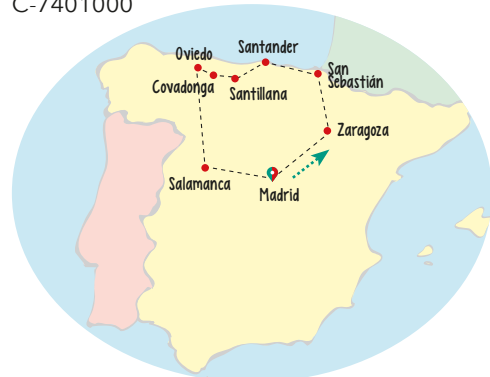 C-7401000
Oviedo
Santander
Covadonga
Santillana
San
Sebastián
Zaragoza
Salamanca
Madrid